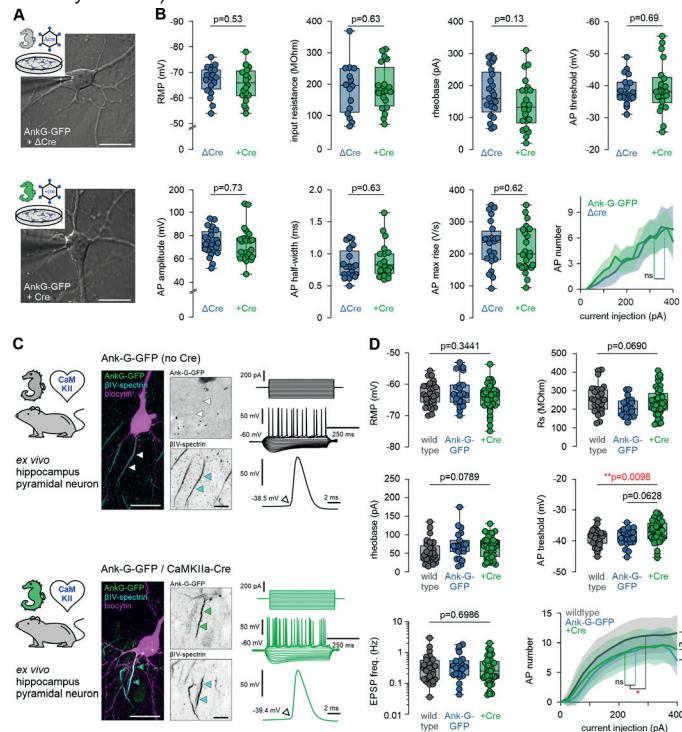 A
Δcre
AnkG-GFP
+ ΔCre
+cre
AnkG-GFP
+ Cre
B
p=0.53
RMP (mV)
-80
-70
-60
-50
0
ΔCre
+Cre
p=0.63
input resistance (MOhm)
400
300
200
100
0
ΔCre
+Cre
p=0.13
rheobase (pA)
400
300
200
100
0
ΔCre
+Cre
p=0.69
AP threshold (mV)
-60
-50
-40
-30
-20
ΔCre
+Cre
p=0.73
AP amplitude (mV)
120
100
80
60
40
0
ΔCre
+Cre
p=0.63
AP half-width (ms)
2.0
1.6
1.2
0.8
0.4
0
ΔCre
+Cre
p=0.62
AP max rise (V/s)
400
300
200
100
0
ΔCre
+Cre
Ank-G-GFP
Δcre
AP number
9
6
3
0
ns
0
200
400
current injection (pA)
C
Ank-G-GFP (no Cre)
CaM
KII
ex vivo
hippocampus
pyramidal neuron
AnkG-GFP
βIV-spectrin
biocytin
Ank-G-GFP
βIV-spectrin
200 pA
50 mV
-60 mV
250 ms
50 mV
-38.5 mV
2 ms
Ank-G-GFP / CaMKIIa-Cre
CaM
KII
ex vivo
hippocampus
pyramidal neuron
AnkG-GFP
βIV-spectrin
biocytin
Ank-G-GFP
βIV-spectrin
200 pA
50 mV
-60 mV
250 ms
50 mV
-39.4 mV
2 ms
D
p=0.3441
RMP (mV)
-50
-55
-60
-65
-70
-75
-80
wild
type
Ank-G-
GFP
+Cre
p=0.0690
Rs (MOhm)
500
400
300
200
100
0
wild
type
Ank-G-
GFP
+Cre
p=0.0789
rheobase (pA)
200
150
100
50
0
wild
type
Ank-G-
GFP
+Cre
**p=0.0098
p=0.0628
AP treshold (mV)
-20
-30
-40
-50
wild
type
Ank-G-
GFP
+Cre
p=0.6986
EPSP freq. (Hz)
10
1
0.1
0.01
wild
type
Ank-G-
GFP
+Cre
wildtype
Ank-G-GFP
+Cre
AP number
15
10
5
0
ns
*
0
200
400
current injection (pA)